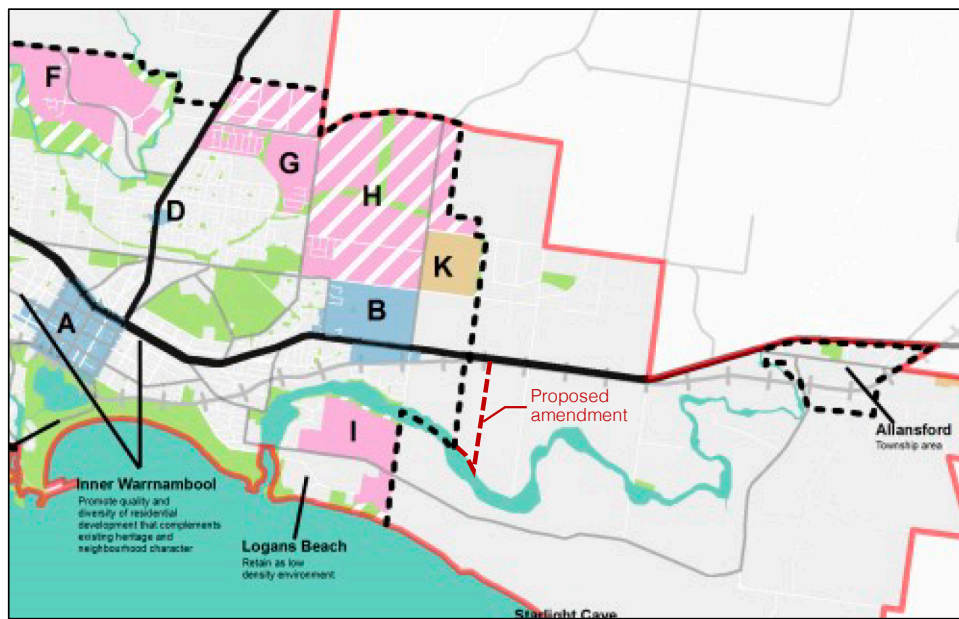 F
G
H
D
K
A
B
Proposed
amendment
I
Allansford
Township area
Inner Warrnambool
Promote quality and
diversity of residential
development that complements
existing heritage and
neighbourhood character
Logans Beach
Retain as low
density environment
Starlight Cave